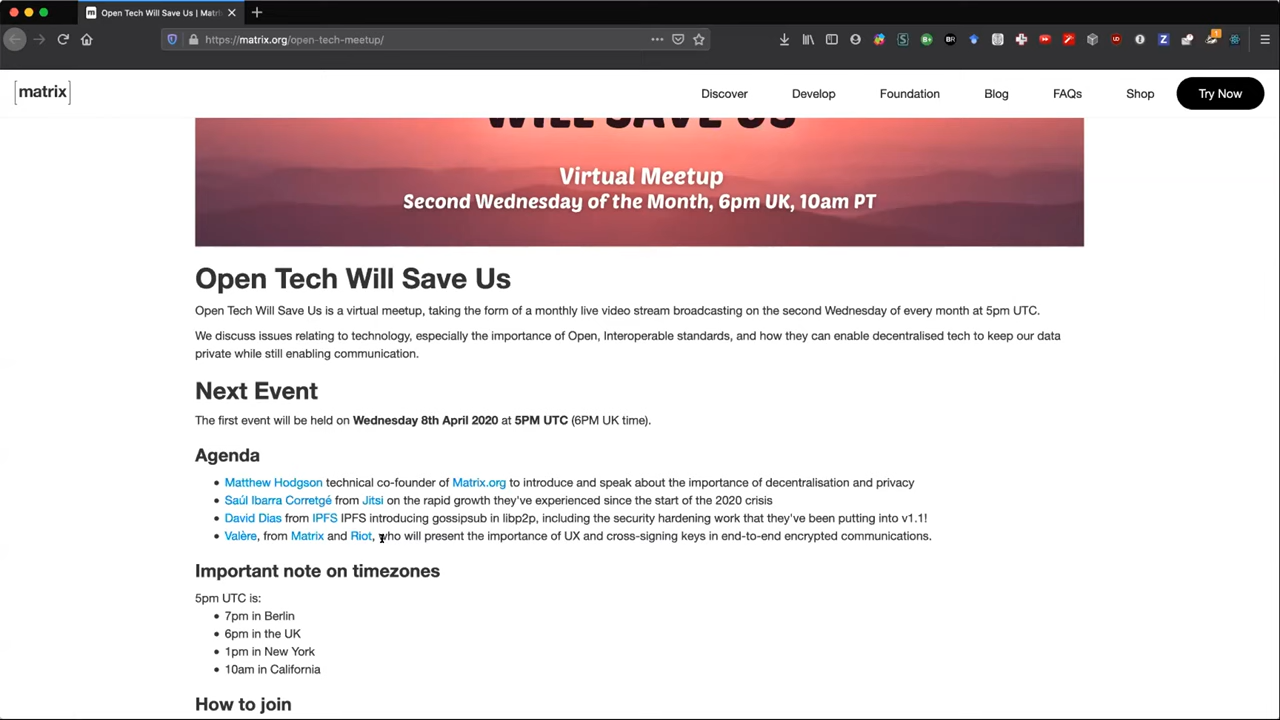 Open Tech Will Save Us | Matri
https://matrix.org/open-tech-meetup/
[matrix]
Discover
Develop
Foundation
Blog
FAQs
Shop
Try Now
WILL SAVE US
Virtual Meetup
Second Wednesday of the Month, 6pm UK, 10am PT
Open Tech Will Save Us
Open Tech Will Save Us is a virtual meetup, taking the form of a monthly live video stream broadcasting on the second Wednesday of every month at 5pm UTC.
We discuss issues relating to technology, especially the importance of Open, Interoperable standards, and how they can enable decentralised tech to keep our data
private while still enabling communication.
Next Event
The first event will be held on Wednesday 8th April 2020 at 5PM UTC (6PM UK time).
Agenda
• Matthew Hodgson technical co-founder of Matrix.org to introduce and speak about the importance of decentralisation and privacy
• Saúl Ibarra Corretgé from Jitsi on the rapid growth they've experienced since the start of the 2020 crisis
• David Dias from IPFS IPFS introducing gossipsub in libp2p, including the security hardening work that they've been putting into v1.1!
• Valère, from Matrix and Riot, who will present the importance of UX and cross-signing keys in end-to-end encrypted communications.
Important note on timezones
5pm UTC is:
• 7pm in Berlin
• 6pm in the UK
• 1pm in New York
• 10am in California
How to join